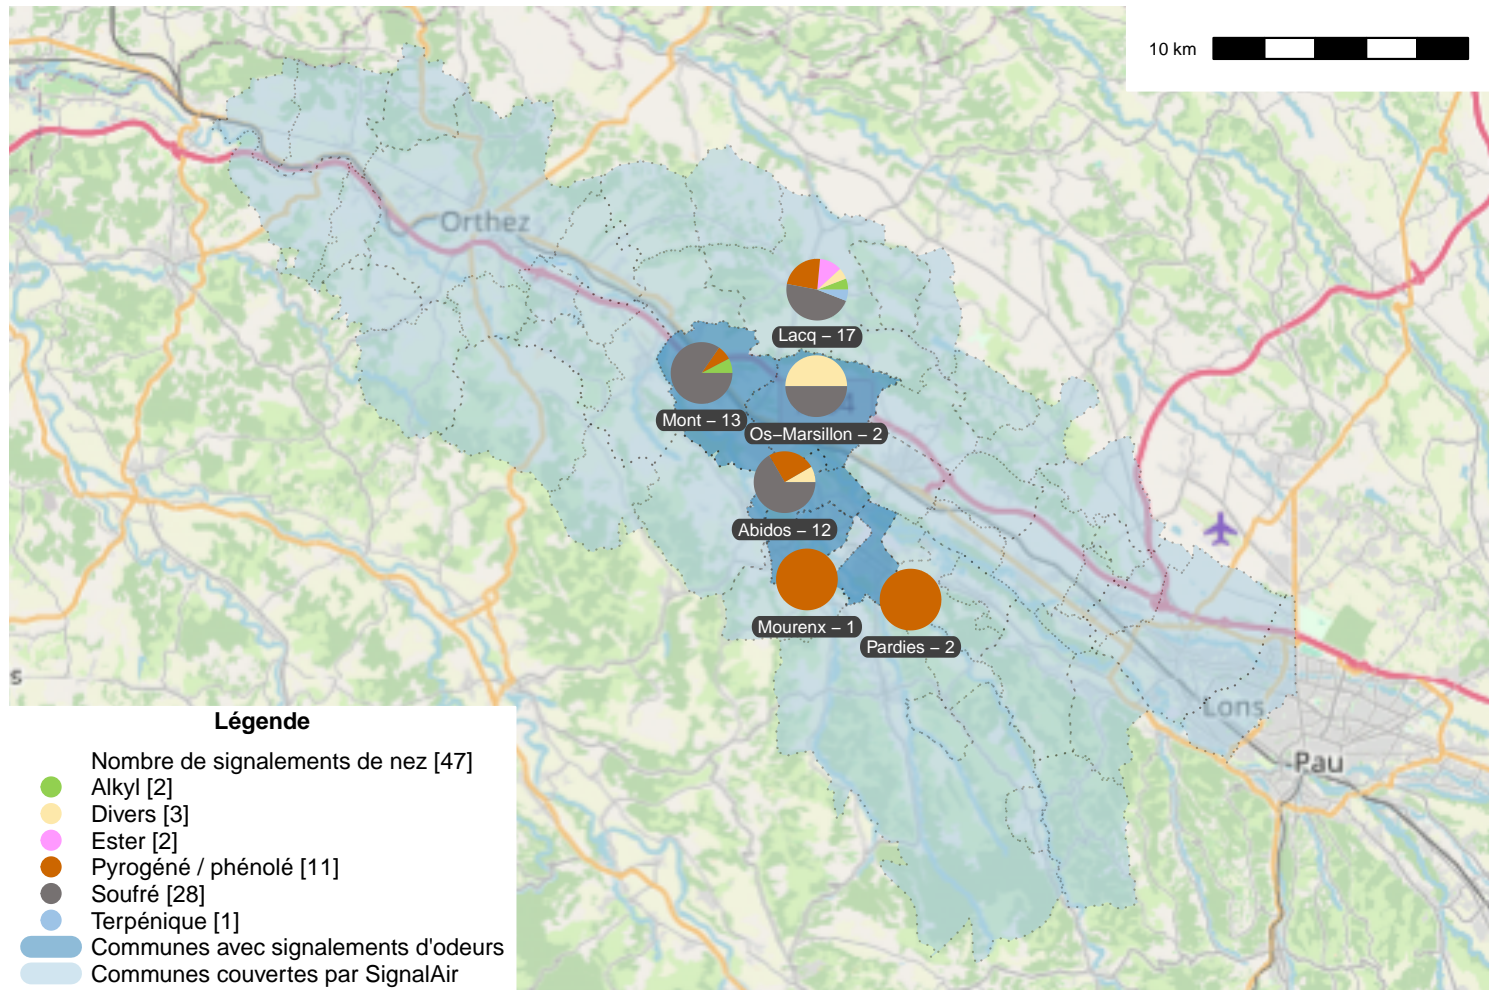 10 km
Orthez
Lacq – 17
Mont – 13
Os–Marsillon – 2
Abidos – 12
Mourenx – 1
Pardies – 2
s
Lons
Pau
Légende
Nombre de signalements de nez [47]
Alkyl [2]
Divers [3]
Ester [2]
Pyrogéné / phénolé [11]
Soufré [28]
Terpénique [1]
Communes avec signalements d'odeurs
Communes couvertes par SignalAir